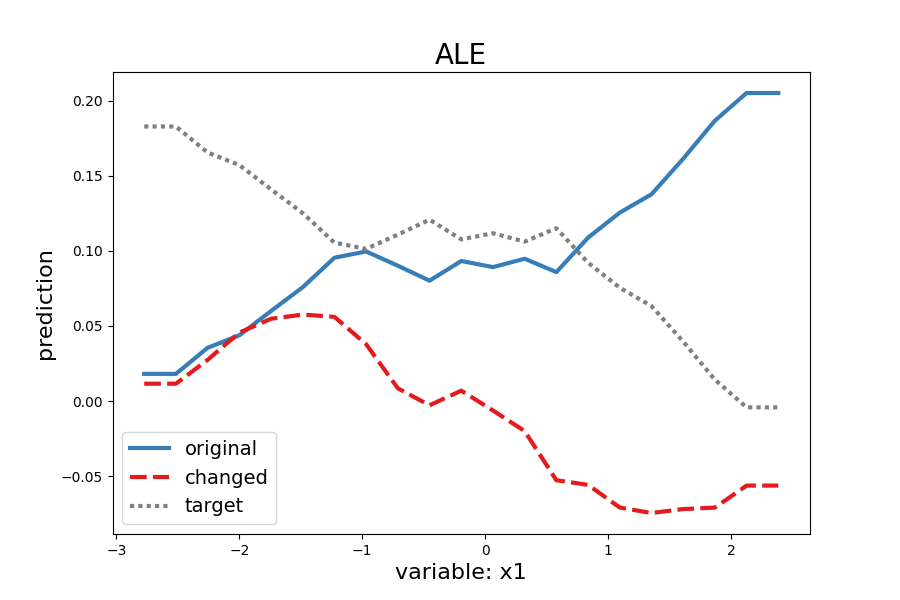 ALE
prediction
0.20
0.15
0.10
0.05
0.00
−0.05
original
changed
target
−3
−2
−1
0
1
2
variable: x1